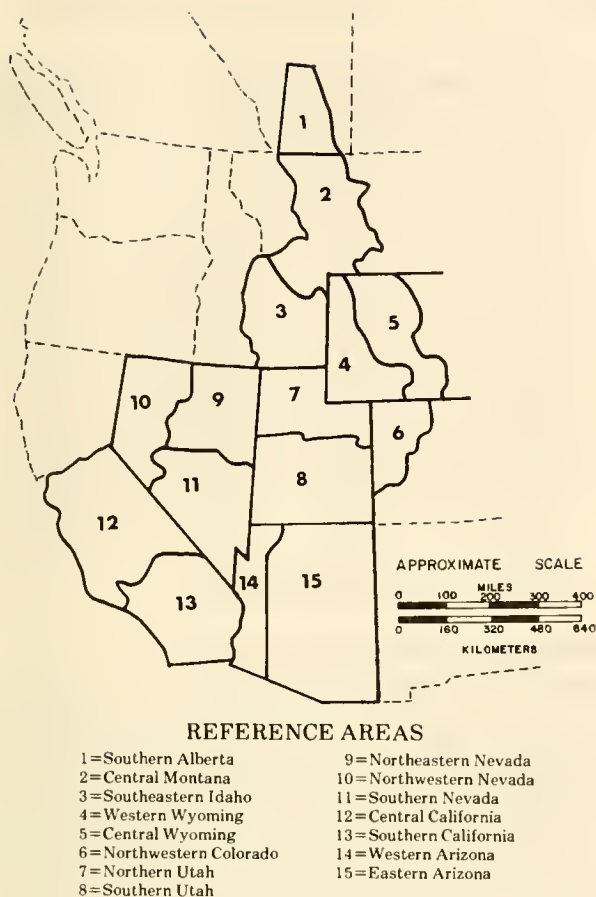 1
2
3
4
5
6
7
8
9
10
11
12
13
14
15
APPROXIMATE SCALE
MILES
0 100 200 300 400
0 160 320 480 640
KILOMETERS
REFERENCE AREAS
1=Southern Alberta
2=Central Montana
3=Southeastern Idaho
4=Western Wyoming
5=Central Wyoming
6=Northwestern Colorado
7=Northern Utah
8=Southern Utah
9=Northeastern Nevada
10=Northwestern Nevada
11=Southern Nevada
12=Central California
13=Southern California
14=Western Arizona
15=Eastern Arizona